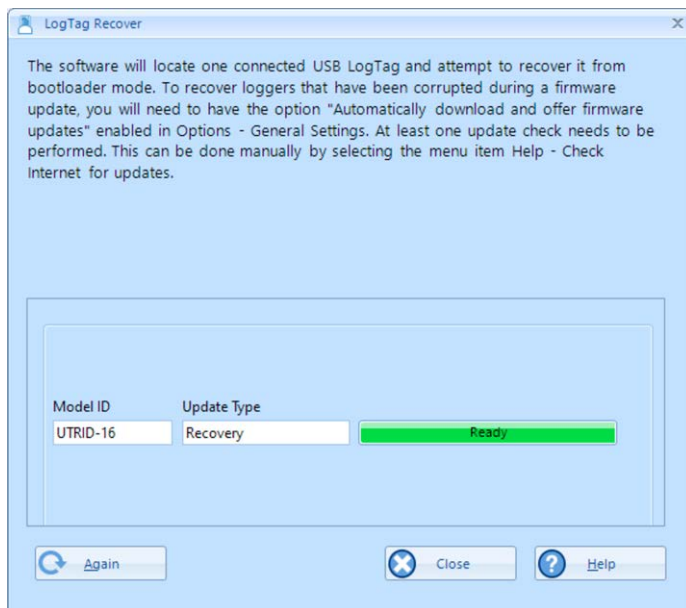 LogTag Recover
The software will locate one connected USB LogTag and attempt to recover it from
bootloader mode. To recover loggers that have been corrupted during a firmware
update, you will need to have the option "Automatically download and offer firmware
updates" enabled in Options - General Settings. At least one update check needs to be
performed. This can be done manually by selecting the menu item Help - Check
Internet for updates.
Model ID Update Type
UTRID-16 Recovery Ready
Again Close Help